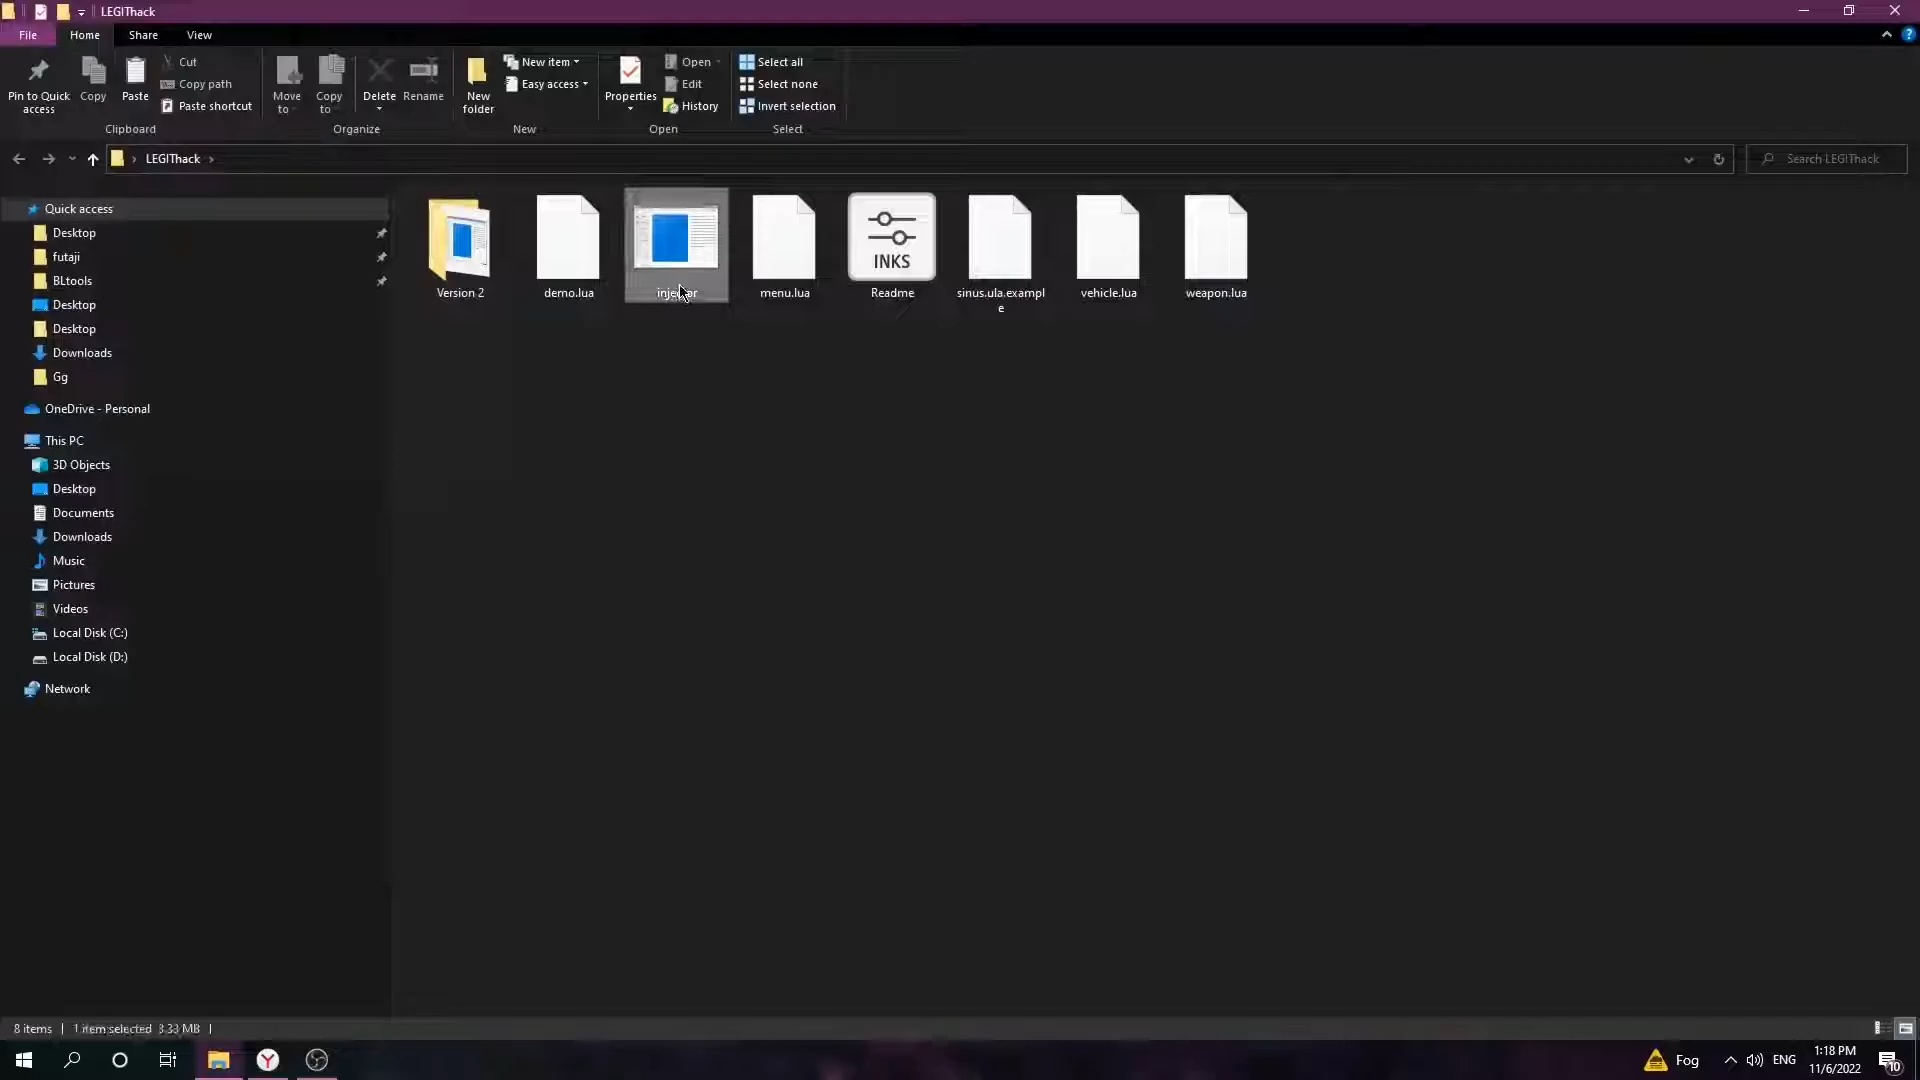 LEGIThack
File Home Share View
Pin to Quick access
Copy
Paste
Cut
Copy path
Paste shortcut
Clipboard
Move to
Copy to
Delete
Rename
Organize
New folder
New item
Easy access
New
Properties
Open
Edit
History
Open
Select all
Select none
Invert selection
Select
LEGIThack
Search LEGIThack
Quick access
Desktop
futaji
BLtools
Desktop
Desktop
Downloads
Gg
OneDrive - Personal
This PC
3D Objects
Desktop
Documents
Downloads
Music
Pictures
Videos
Local Disk (C:)
Local Disk (D:)
Network
Version 2
demo.lua
menu.lua
INKS
Readme
sinus.ula.exampl
e
vehicle.lua
weapon.lua
8 items 1 item selected 3.33 MB
Fog
ENG
1:18 PM
11/6/2022
10